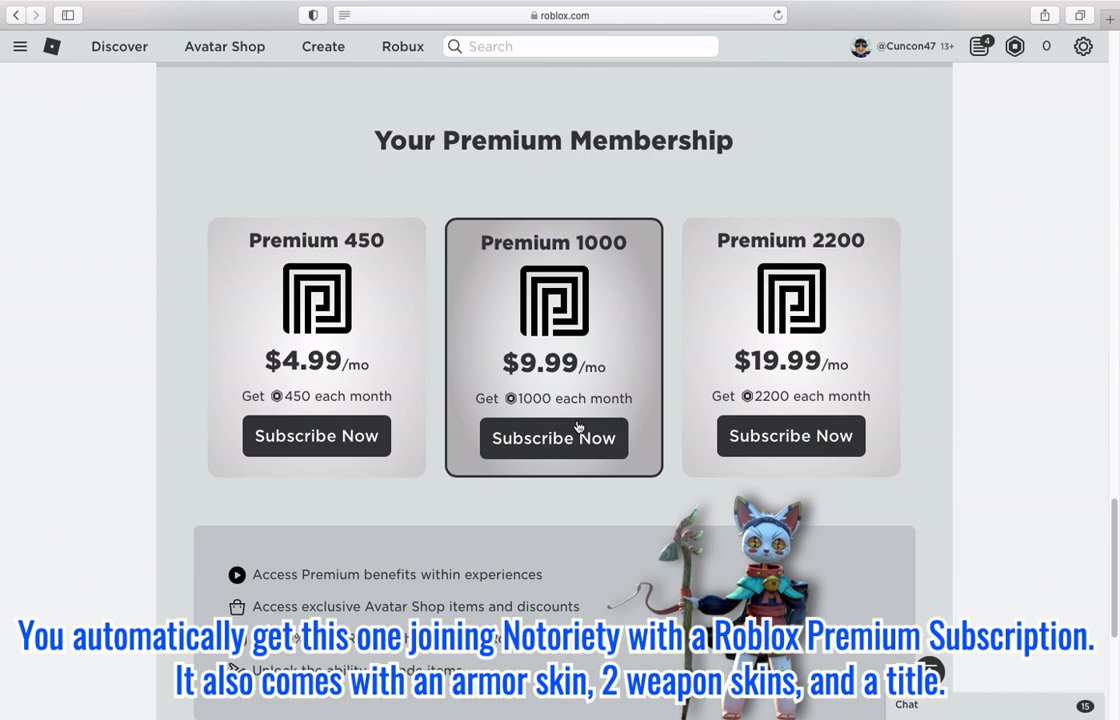 roblox.com
Discover
Avatar Shop
Create
Robux
Search
@Cuncon47 13+
4
0
Your Premium Membership
Premium 450
$4.99/mo
Get 450 each month
Subscribe Now
Premium 1000
$9.99/mo
Get 1000 each month
Subscribe Now
Premium 2200
$19.99/mo
Get 2200 each month
Subscribe Now
Access Premium benefits within experiences
Access exclusive Avatar Shop items and discounts
You automatically get this one joining Notoriety with a Roblox Premium Subscription.
It also comes with an armor skin, 2 weapon skins, and a title.
Chat
15